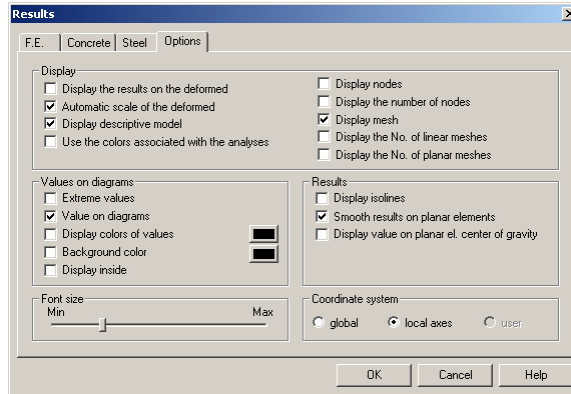 Results
F.E. Concrete Steel Options
Display
Display the results on the deformed
Automatic scale of the deformed
Display descriptive model
Use the colors associated with the analyses
Display nodes
Display the number of nodes
Display mesh
Display the No. of linear meshes
Display the No. of planar meshes
Values on diagrams
Extreme values
Value on diagrams
Display colors of values
Background color
Display inside
Results
Display isolines
Smooth results on planar elements
Display value on planar el. center of gravity
Font size
Min Max
Coordinate system
global local axes user
OK Cancel Help